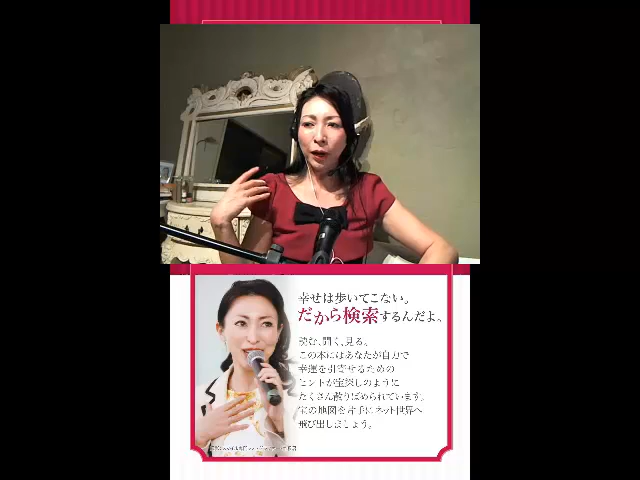 幸せは歩いてこない。
だから検索するんだよ。
読む、聞く、見る。
この本にはあなたが自力で
幸運を引寄せるための
ヒントが宝探しのように
たくさん散りばめられています。
宝の地図を片手にネット世界へ
飛び出しましょう。